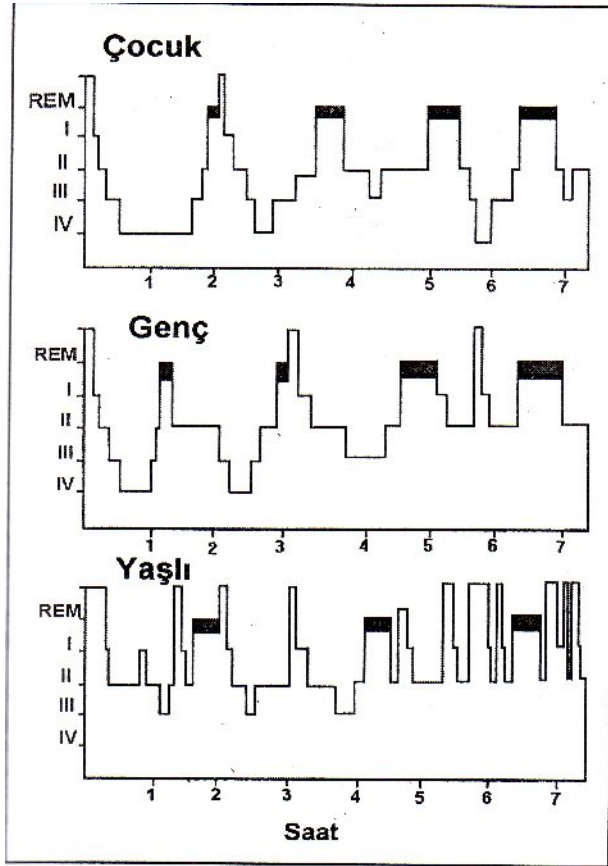 Çocuk
REM
I
II
III
IV
1 2 3 4 5 6 7
Genç
REM
I
II
III
IV
1 2 3 4 5 6 7
Yaşlı
REM
I
II
III
IV
1 2 3 4 5 6 7
Saat